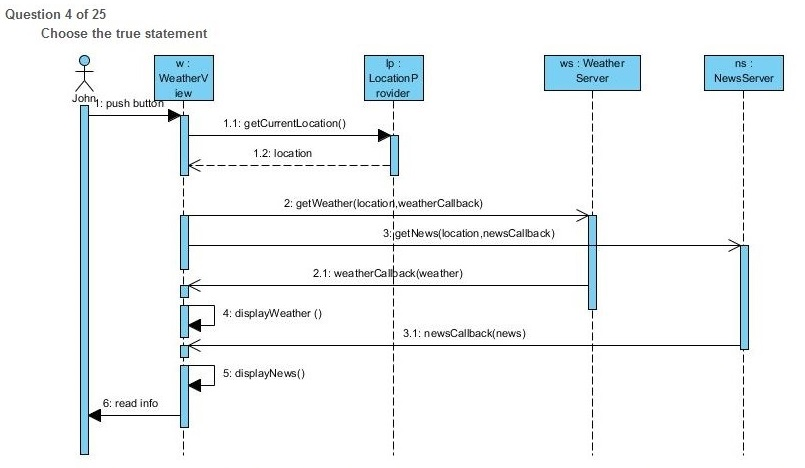 Question 4 of 25
Choose the true statement
w :
WeatherV
iew
lp :
LocationP
rovider
ws : Weather
Server
ns :
NewsServer
John
1: push button
1.1: getCurrentLocation()
1.2: location
2: getWeather(location,weatherCallback)
3: getNews(location,newsCallback)
2.1: weatherCallback(weather)
4: displayWeather ()
3.1: newsCallback(news)
5: displayNews()
6: read info